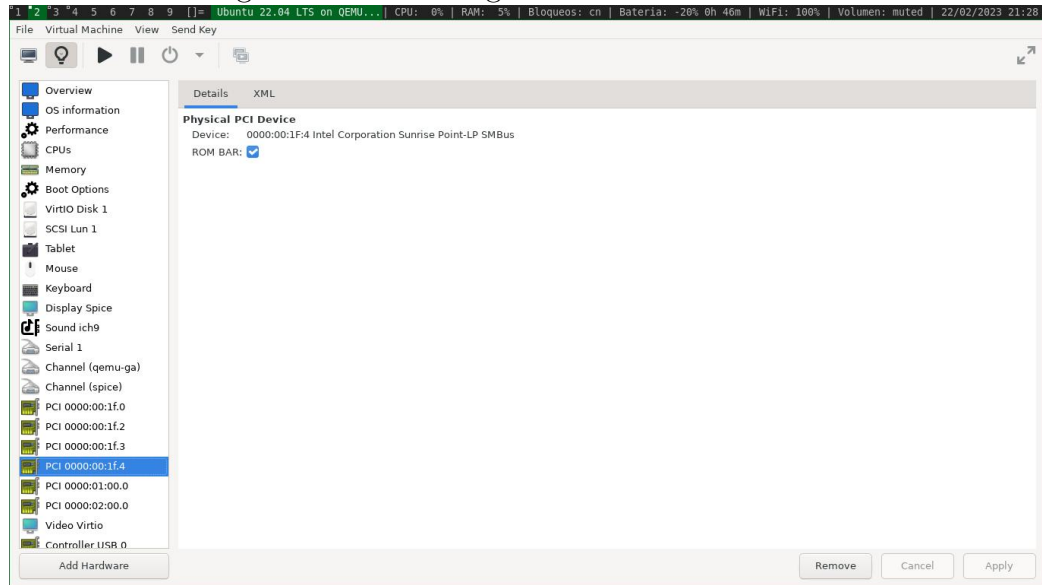 °1 °2 °3 °4 5 6 7 8 9 []= Ubuntu 22.04 LTS on QEMU...| CPU: 0% | RAM: 5% | Bloqueos: cn | Bateria: -20% 0h 46m | WiFi: 100% | Volumen: muted | 22/02/2023 21:28
File Virtual Machine View Send Key
Overview
OS information
Performance
CPUs
Memory
Boot Options
VirtIO Disk 1
SCSI Lun 1
Tablet
Mouse
Keyboard
Display Spice
Sound ich9
Serial 1
Channel (qemu-ga)
Channel (spice)
PCI 0000:00:1f.0
PCI 0000:00:1f.2
PCI 0000:00:1f.3
PCI 0000:00:1f.4
PCI 0000:01:00.0
PCI 0000:02:00.0
Video Virtio
Controller USB 0
Add Hardware
Details XML
Physical PCI Device
Device: 0000:00:1F:4 Intel Corporation Sunrise Point-LP SMBus
ROM BAR:
Remove Cancel Apply